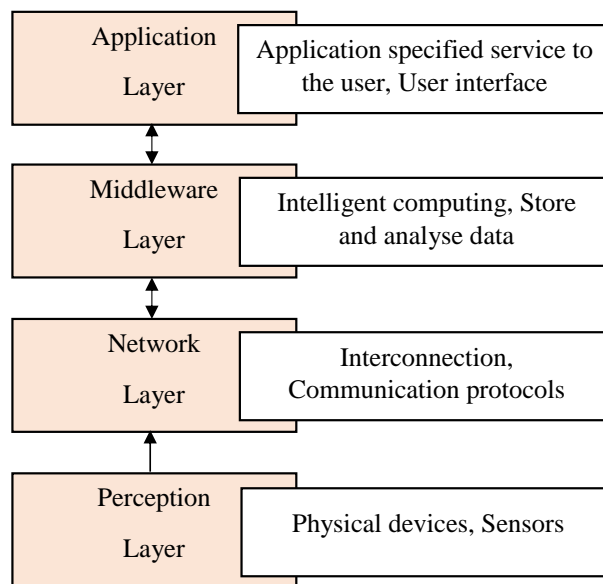 Application
Layer
Application specified service to
the user, User interface
Middleware
Layer
Intelligent computing, Store
and analyse data
Network
Layer
Interconnection,
Communication protocols
Perception
Layer
Physical devices, Sensors